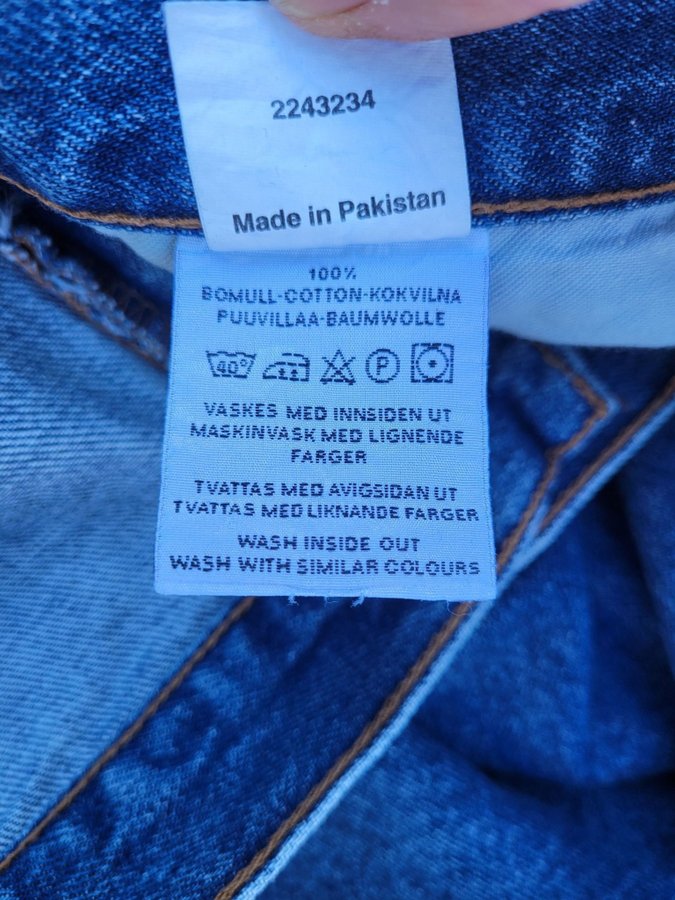 2243234
Made in Pakistan
100%
BOMULL-COTTON-KOKVILNA
PUUVILLAA-BAUMWOLLE
40° P
VASKES MED INNSIDEN UT
MASKINVASK MED LIGNENDE
FARGER
TVATTAS MED AVIGSIDAN UT
TVATTAS MED LIKNANDE FARGER
WASH INSIDE OUT
WASH WITH SIMILAR COLOURS